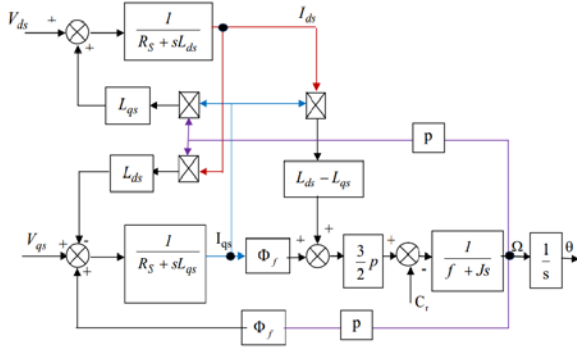 V_ds + + 1 / (R_S + sL_ds) I_ds
L_qs
p
L_ds
L_ds – L_qs
V_qs + - + 1 / (R_S + sL_qs) I_qs Φ_f + + 3/2 p + - 1 / (f + Js) Ω 1/s θ
C_r
Φ_f p